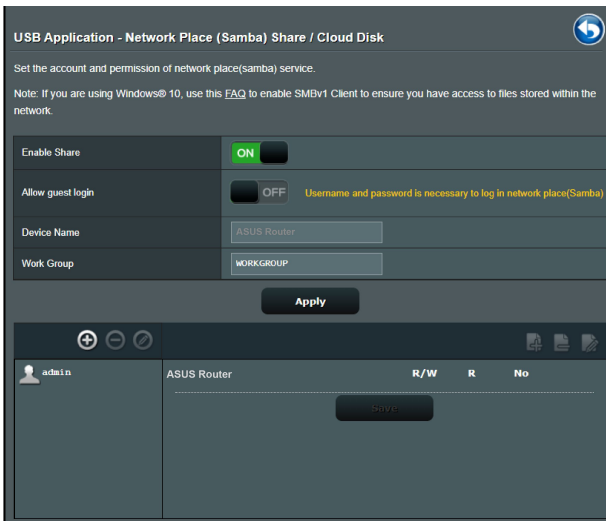 USB Application - Network Place (Samba) Share / Cloud Disk
Set the account and permission of network place(samba) service.
Note: If you are using Windows® 10, use this FAQ to enable SMBv1 Client to ensure you have access to files stored within the
network.
Enable Share ON
Allow guest login OFF Username and password is necessary to log in network place(Samba)
Device Name ASUS Router
Work Group WORKGROUP
Apply
admin ASUS Router R/W R No
Save